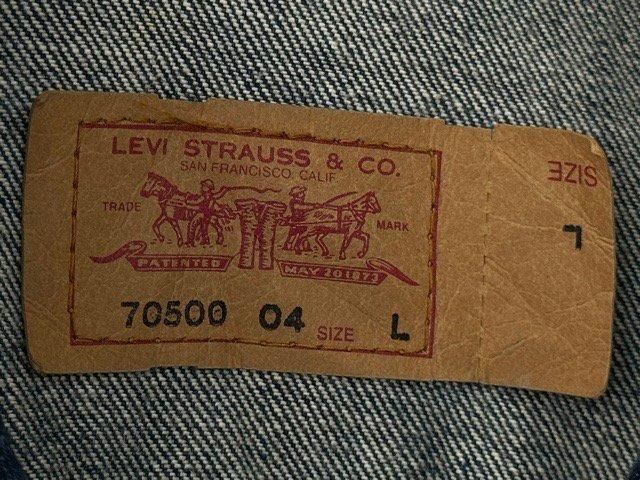 LEVI STRAUSS & CO.
SAN FRANCISCO, CALIF.
TRADE MARK
PATENTED MAY 20 1873
70500 04 SIZE L
SIZE
L